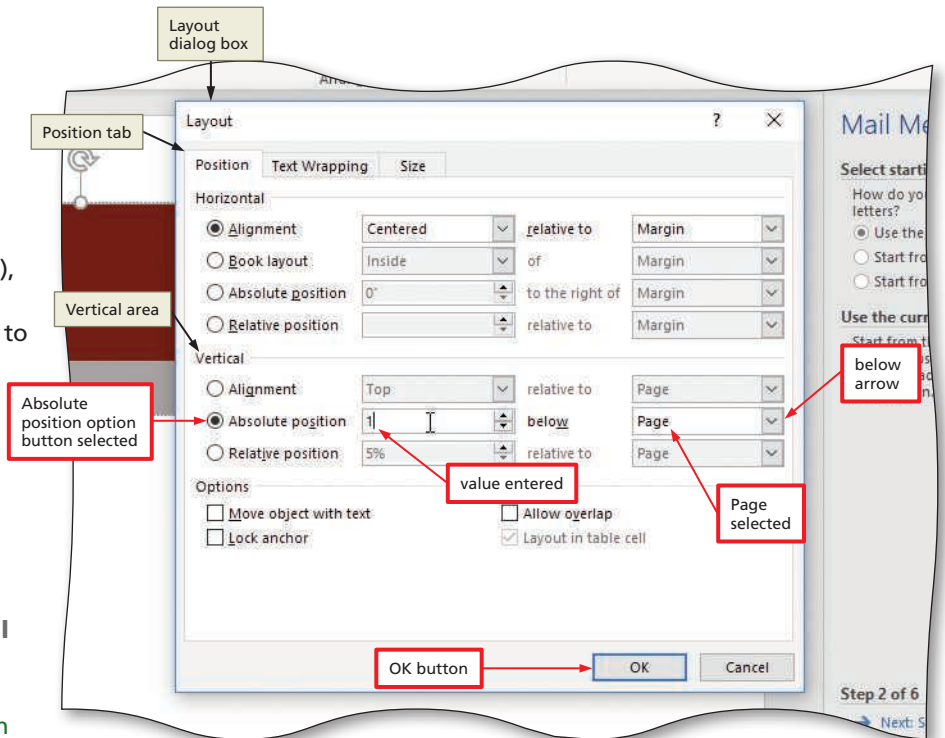 Layout
dialog box
Position tab
Layout ? ×
Position Text Wrapping Size
Horizontal
Alignment Centered relative to Margin
Book layout Inside of Margin
Absolute position 0" to the right of Margin
Relative position relative to Margin
Vertical area
Vertical
Alignment Top relative to Page
Absolute position 1 below Page
Relative position 5% relative to Page
Absolute
position option
button selected
value entered
below
arrow
Page
selected
Options
Move object with text Allow overlap
Lock anchor Layout in table cell
OK button
OK Cancel
),
to
Mail Me
Select starti
How do yo
letters?
Use the
Start fro
Start fro
Use the curr
Start from t
Step 2 of 6
Next: S